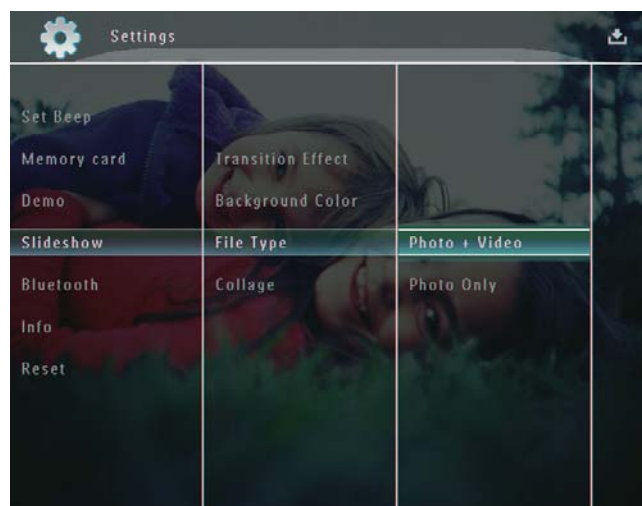 Settings
Set Beep
Memory card
Demo
Slideshow
Bluetooth
Info
Reset
Transition Effect
Background Color
File Type
Collage
Photo + Video
Photo Only